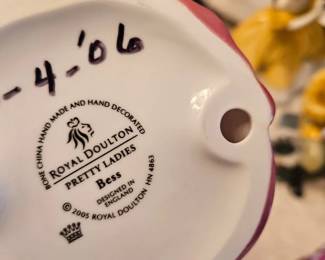 -4-'06
BONE CHINA HAND MADE AND HAND DECORATED
ROYAL DOULTON
PRETTY LADIES
Bess
DESIGNED IN
ENGLAND
© 2005 ROYAL DOULTON HN 4863